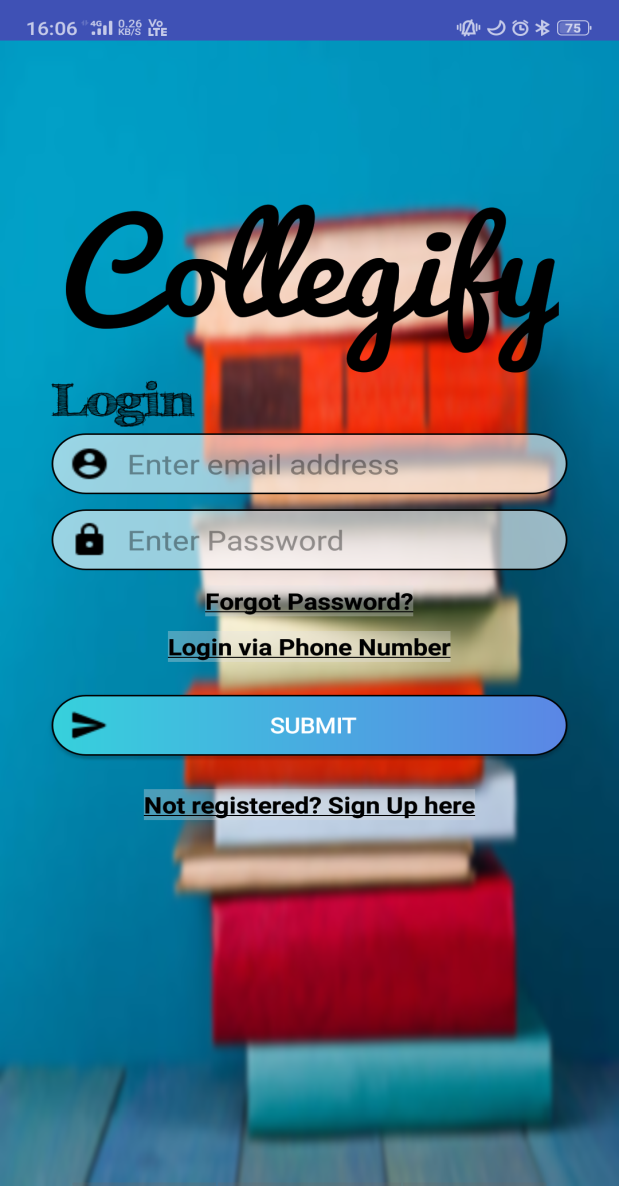 16:06 4G 0.26 KB/S Vo LTE 75
Collegify
Login
Enter email address
Enter Password
Forgot Password?
Login via Phone Number
SUBMIT
Not registered? Sign Up here